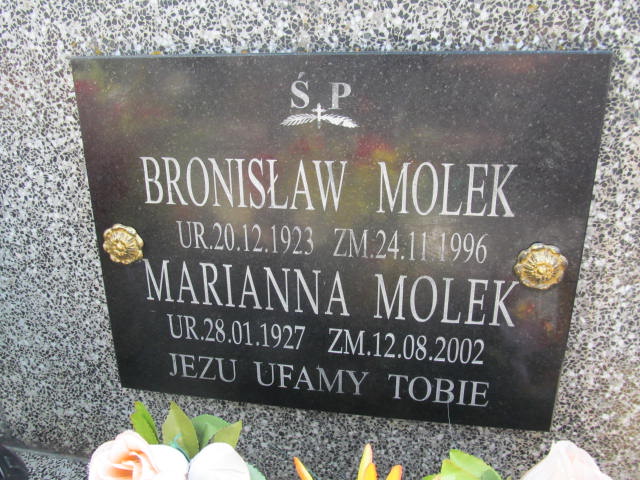 Ś P
BRONISŁAW MOLEK
UR.20.12.1923 ZM.24.11.1996
MARIANNA MOLEK
UR.28.01.1927 ZM.12.08.2002
JEZU UFAMY TOBIE